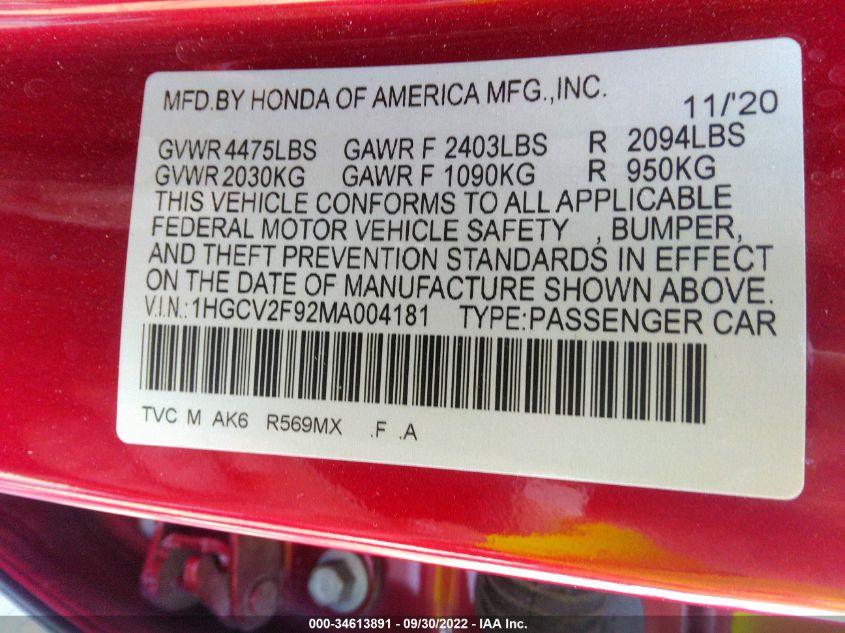 MFD.BY HONDA OF AMERICA MFG.,INC. 11/'20
GVWR 4475LBS GAWR F 2403LBS R 2094LBS
GVWR 2030KG GAWR F 1090KG R 950KG
THIS VEHICLE CONFORMS TO ALL APPLICABLE
FEDERAL MOTOR VEHICLE SAFETY , BUMPER,
AND THEFT PREVENTION STANDARDS IN EFFECT
ON THE DATE OF MANUFACTURE SHOWN ABOVE.
V.I.N.:1HGCV2F92MA004181 TYPE:PASSENGER CAR
TVC M AK6 R569MX .F .A
000-34613891 - 09/30/2022 - IAA Inc.